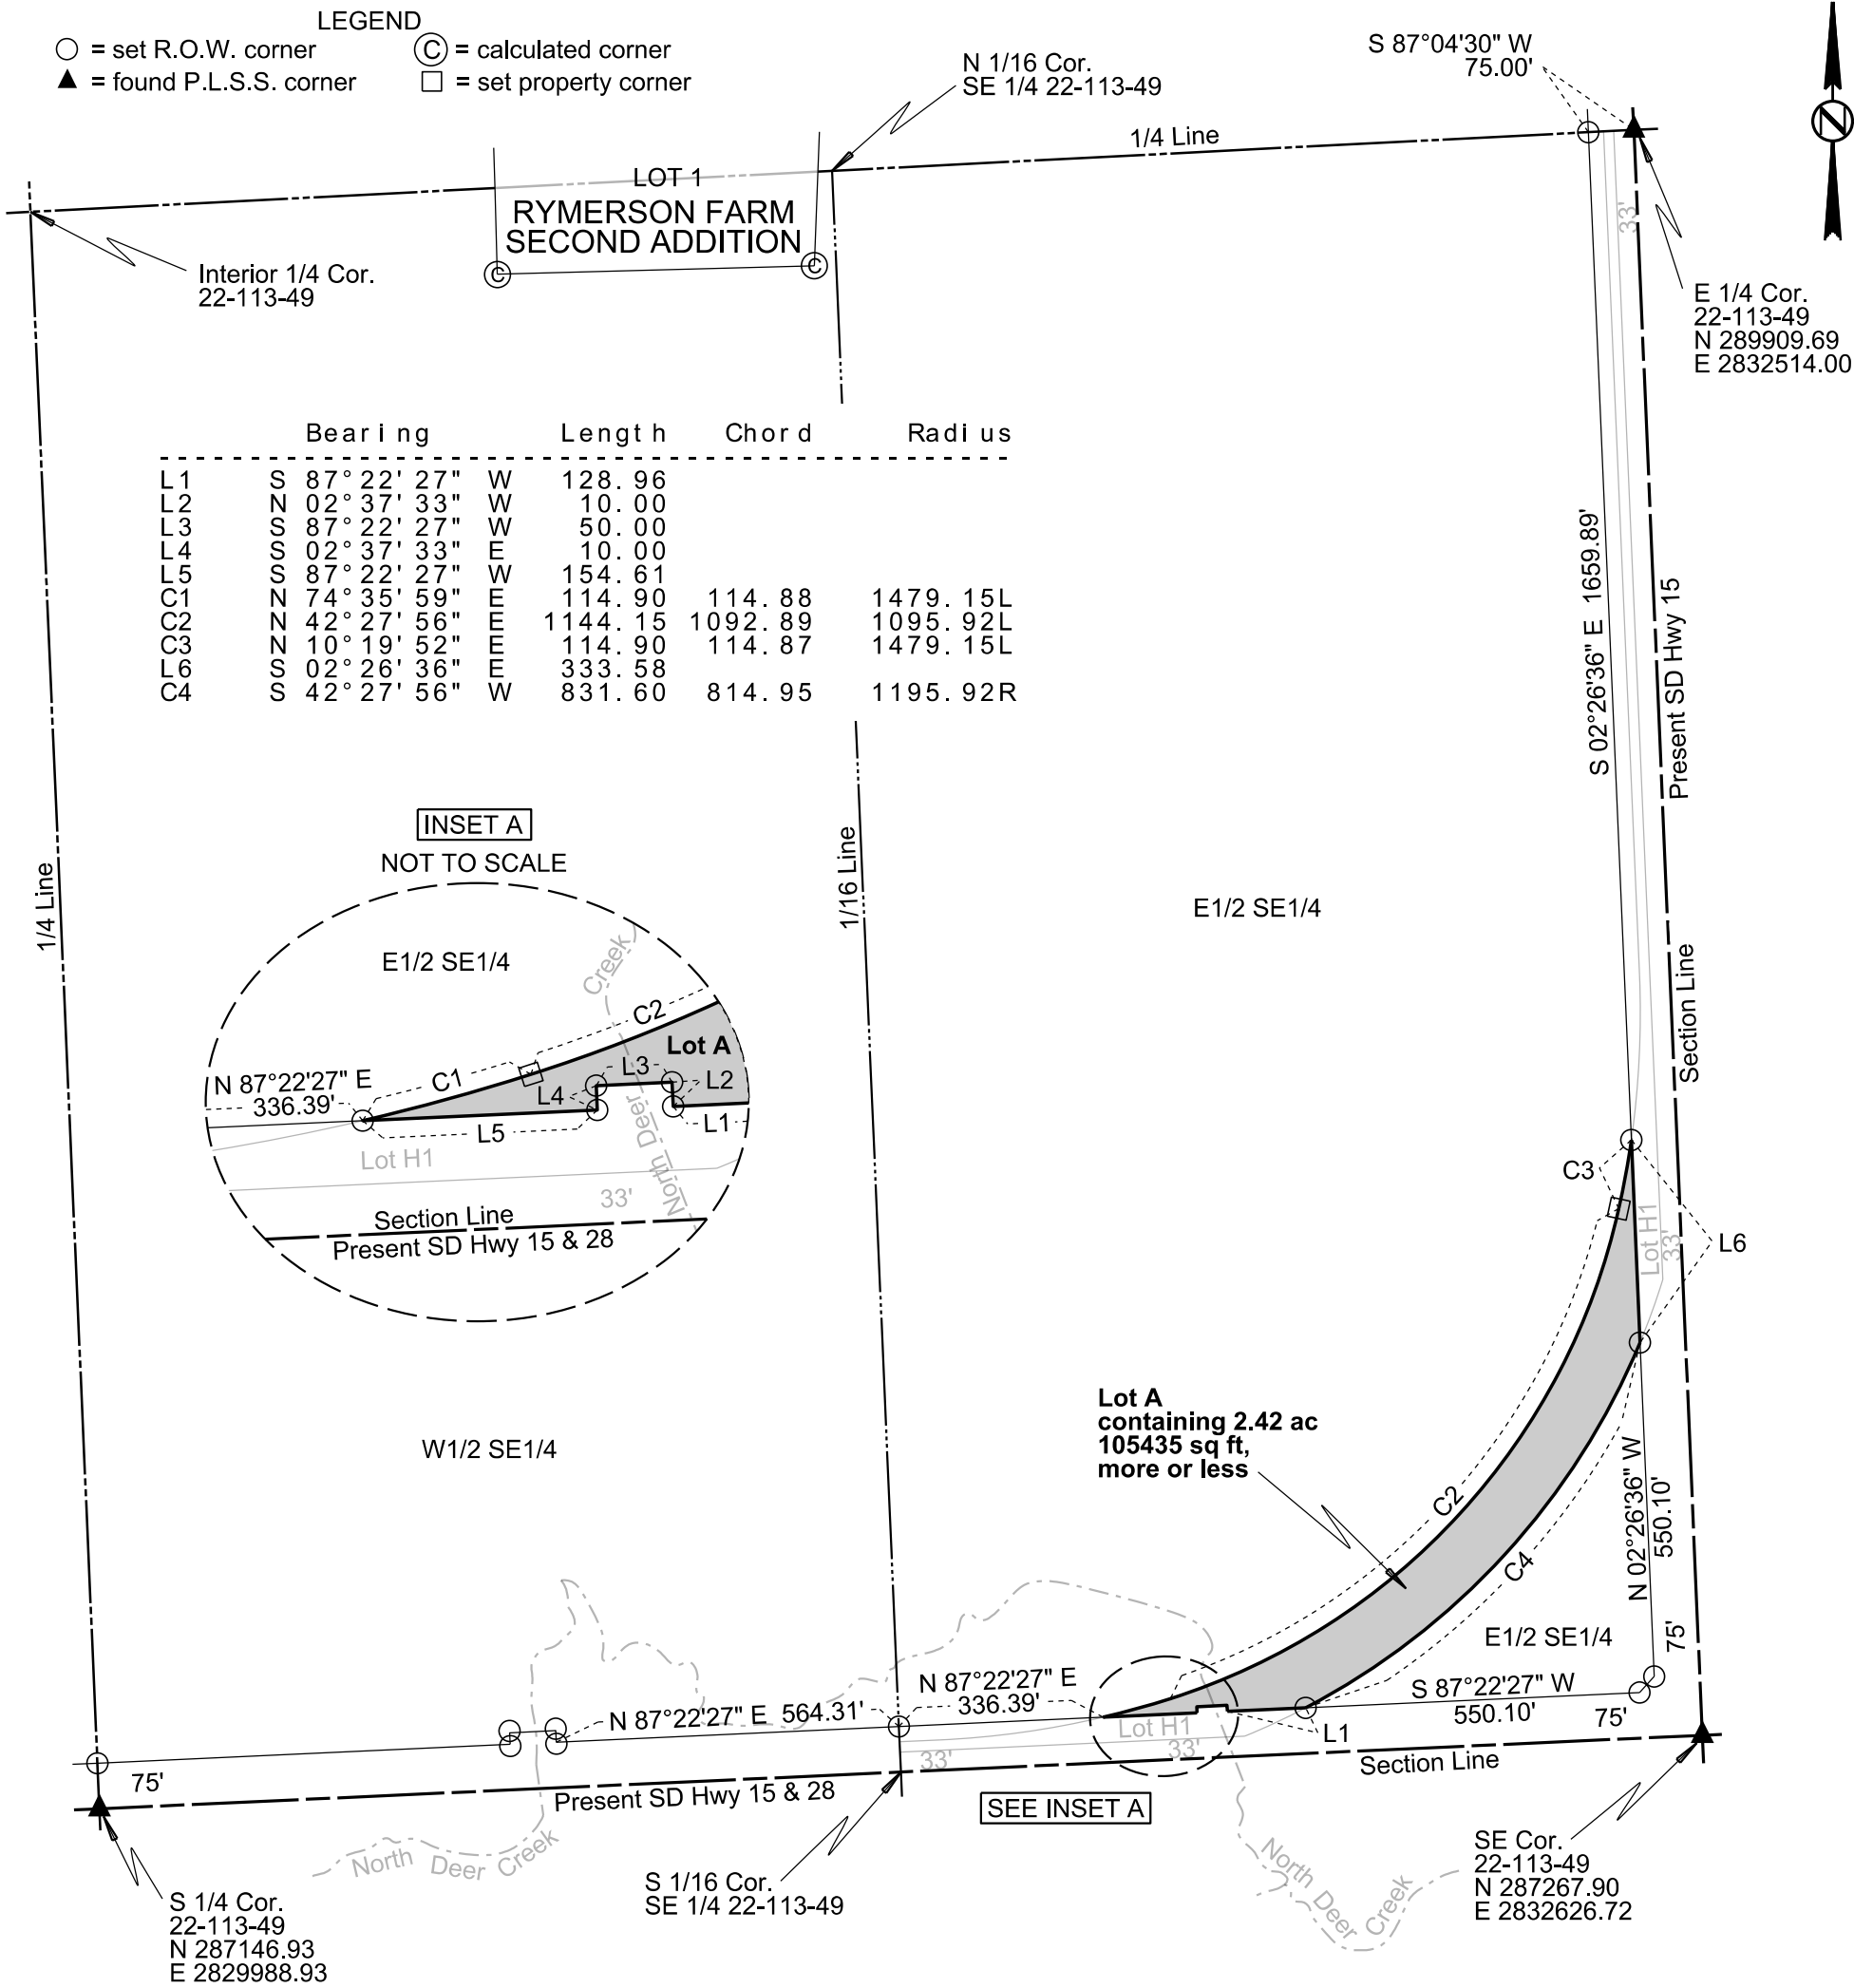 LEGEND
= set R.O.W. corner
C = calculated corner
= found P.L.S.S. corner
= set property corner
N 1/16 Cor.
SE 1/4 22-113-49
S 87°04'30" W
75.00'
N
1/4 Line
LOT 1
RYMERSON FARM
SECOND ADDITION
C
C
33'
Interior 1/4 Cor.
22-113-49
E 1/4 Cor.
22-113-49
N 289909.69
E 2832514.00
Bearing Length Chord Radius
L1 S 87°22'27" W 128.96
L2 N 02°37'33" W 10.00
L3 S 87°22'27" W 50.00
L4 S 02°37'33" E 10.00
L5 S 87°22'27" W 154.61
C1 N 74°35'59" E 114.90 114.88 1479.15L
C2 N 42°27'56" E 1144.15 1092.89 1095.92L
C3 N 10°19'52" E 114.90 114.87 1479.15L
L6 S 02°26'36" E 333.58
C4 S 42°27'56" W 831.60 814.95 1195.92R
S 02°26'36" E 1659.89'
Present SD Hwy 15
Section Line
1/4 Line
1/16 Line
INSET A
NOT TO SCALE
E1/2 SE1/4
E1/2 SE1/4
Creek
C2
Lot A
N 87°22'27" E
336.39'
C1
L3
L4
L2
L5
L1
Lot H1
North Deer
33'
Section Line
Present SD Hwy 15 & 28
C3
Lot H1
33'
L6
Lot A
containing 2.42 ac
105435 sq ft,
more or less
W1/2 SE1/4
C2
C4
N 02°26'36" W
550.10'
75'
E1/2 SE1/4
N 87°22'27" E
336.39'
S 87°22'27" W
550.10'
75'
N 87°22'27" E 564.31'
Lot H1
33'
33'
L1
Section Line
75'
Present SD Hwy 15 & 28
SEE INSET A
North Deer Creek
S 1/16 Cor.
SE 1/4 22-113-49
North Deer Creek
SE Cor.
22-113-49
N 287267.90
E 2832626.72
S 1/4 Cor.
22-113-49
N 287146.93
E 2829988.93